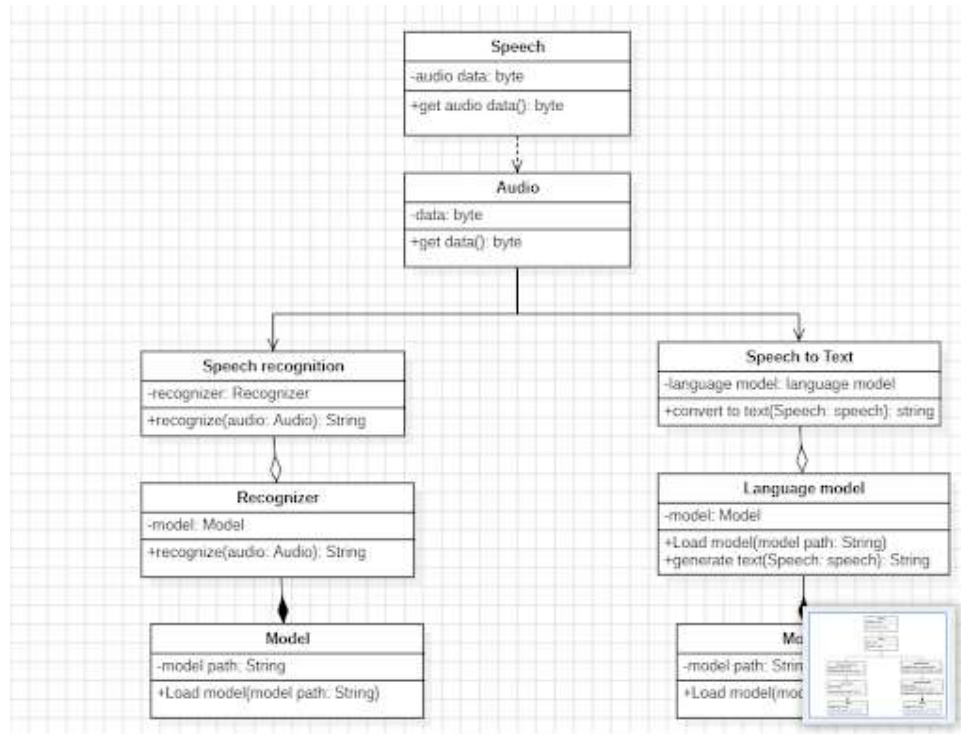 Speech
-audio data: byte
+get audio data(): byte
Audio
-data: byte
+get data(): byte
Speech recognition
-recognizer: Recognizer
+recognize(audio: Audio): String
Speech to Text
-language model: language model
+convert to text(Speech: speech): string
Recognizer
-model: Model
+recognize(audio: Audio): String
Language model
-model: Model
+Load model(model path: String)
+generate text(Speech: speech): String
Model
-model path: String
+Load model(model path: String)
-model path:
+Load